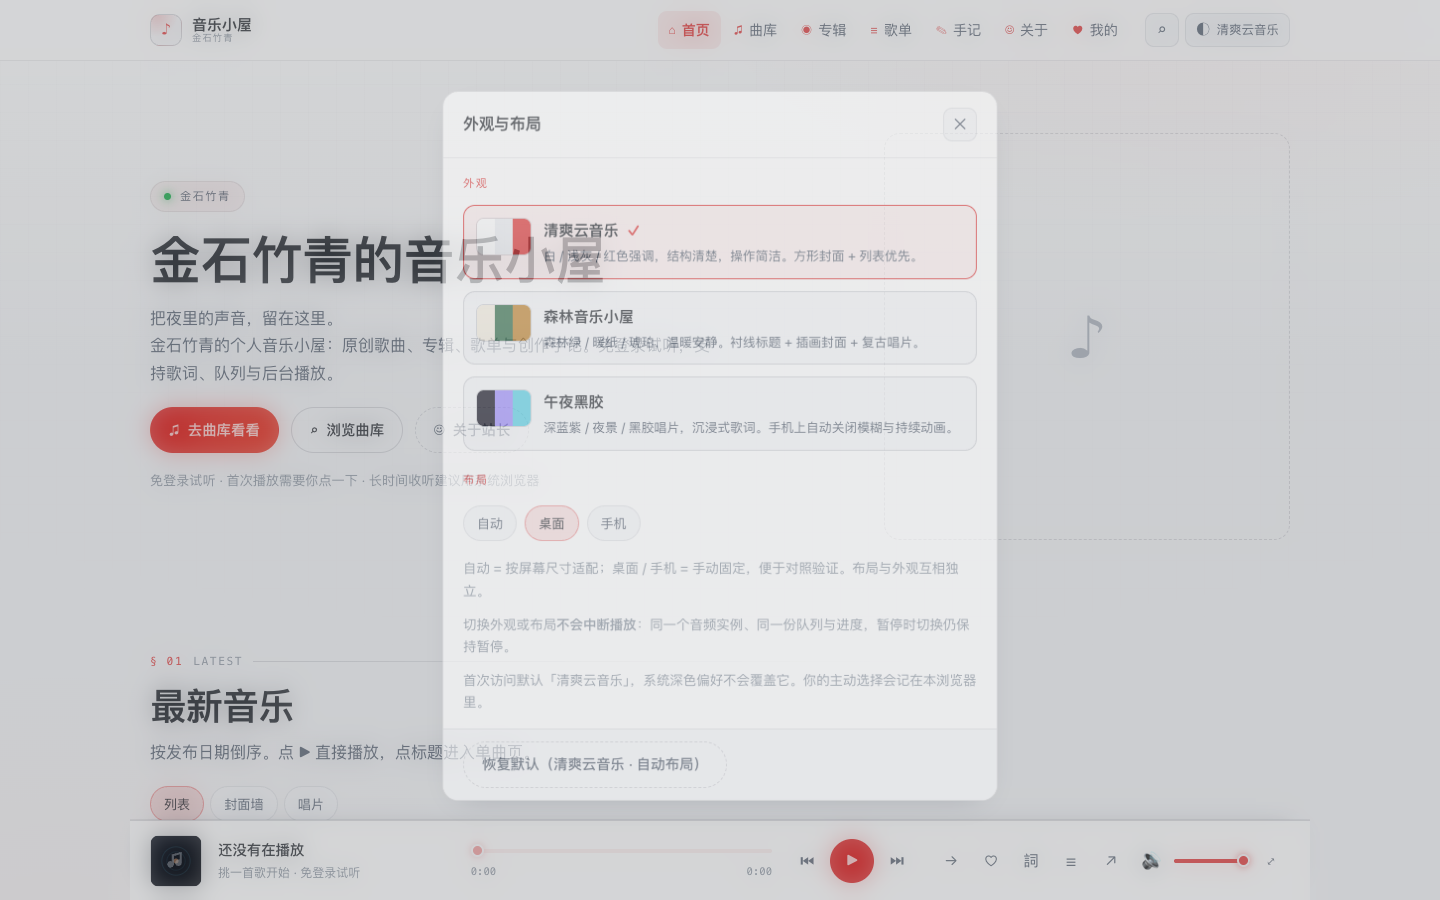 音乐小屋
金石竹青
首页
曲库
专辑
歌单
手记
关于
我的
清爽云音乐
金石竹青
金石竹青的音乐小屋
把夜里的声音，留在这里。
金石竹青的个人音乐小屋：原创歌曲、专辑、歌单与创作手记。免登录试听，支
持歌词、队列与后台播放。
去曲库看看
浏览曲库
关于站长
免登录试听 · 首次播放需要你点一下 · 长时间收听建议用系统浏览器
§ 01 LATEST
最新音乐
按发布日期倒序。点 ▶ 直接播放，点标题进入单曲页。
列表
封面墙
唱片
外观与布局
外观
清爽云音乐 ✓
白 / 浅灰 / 红色强调，结构清楚，操作简洁。方形封面 + 列表优先。
森林音乐小屋
森林绿 / 暖纸 / 琥珀，温暖安静。衬线标题 + 插画封面 + 复古唱片。
午夜黑胶
深蓝紫 / 夜景 / 黑胶唱片，沉浸式歌词。手机上自动关闭模糊与持续动画。
布局
自动
桌面
手机
自动 = 按屏幕尺寸适配；桌面 / 手机 = 手动固定，便于对照验证。布局与外观互相独
立。
切换外观或布局不会中断播放：同一个音频实例、同一份队列与进度，暂停时切换仍保
持暂停。
首次访问默认「清爽云音乐」，系统深色偏好不会覆盖它。你的主动选择会记在本浏览器
里。
恢复默认（清爽云音乐 · 自动布局）
还没有在播放
挑一首歌开始 · 免登录试听
0:00
0:00
詞